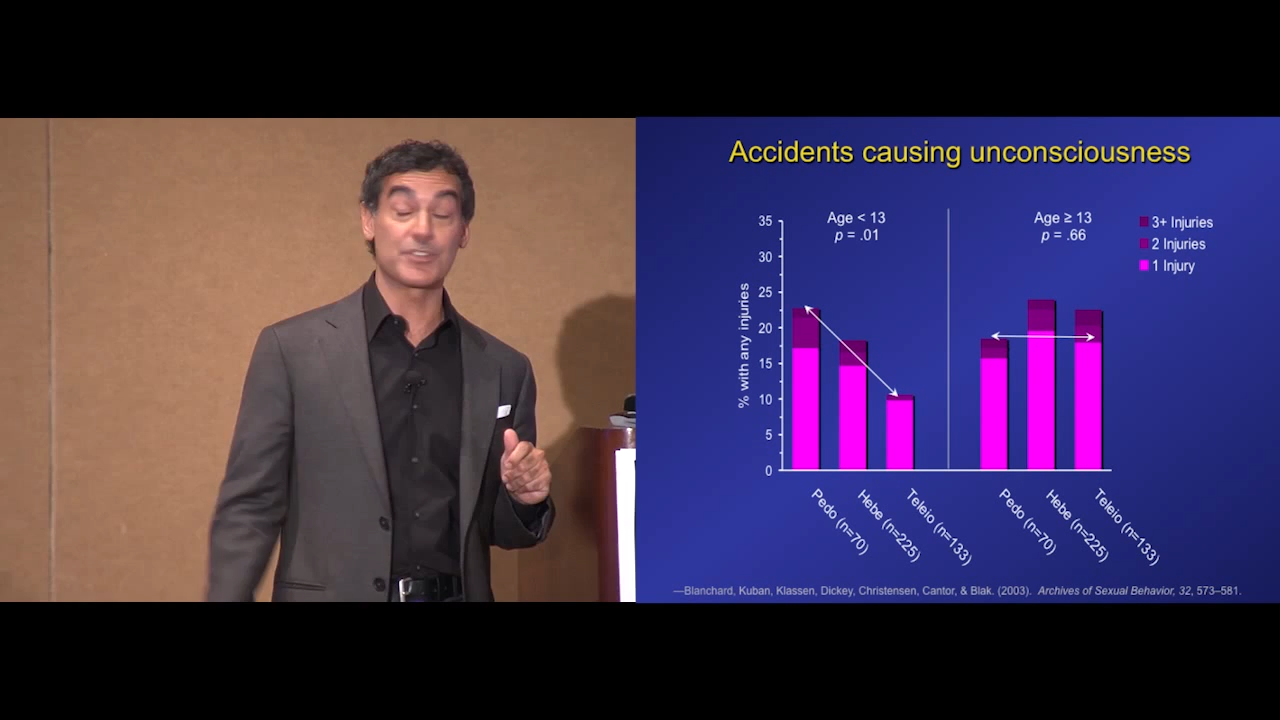 Accidents causing unconsciousness
Age < 13
p = .01
Age ≥ 13
p = .66
3+ Injuries
2 Injuries
1 Injury
% with any injuries
35
30
25
20
15
10
5
0
Pedo (n=70)
Hebe (n=225)
Teleio (n=133)
Pedo (n=70)
Hebe (n=225)
Teleio (n=133)
—Blanchard, Kuban, Klassen, Dickey, Christensen, Cantor, & Blak. (2003). Archives of Sexual Behavior, 32, 573–581.